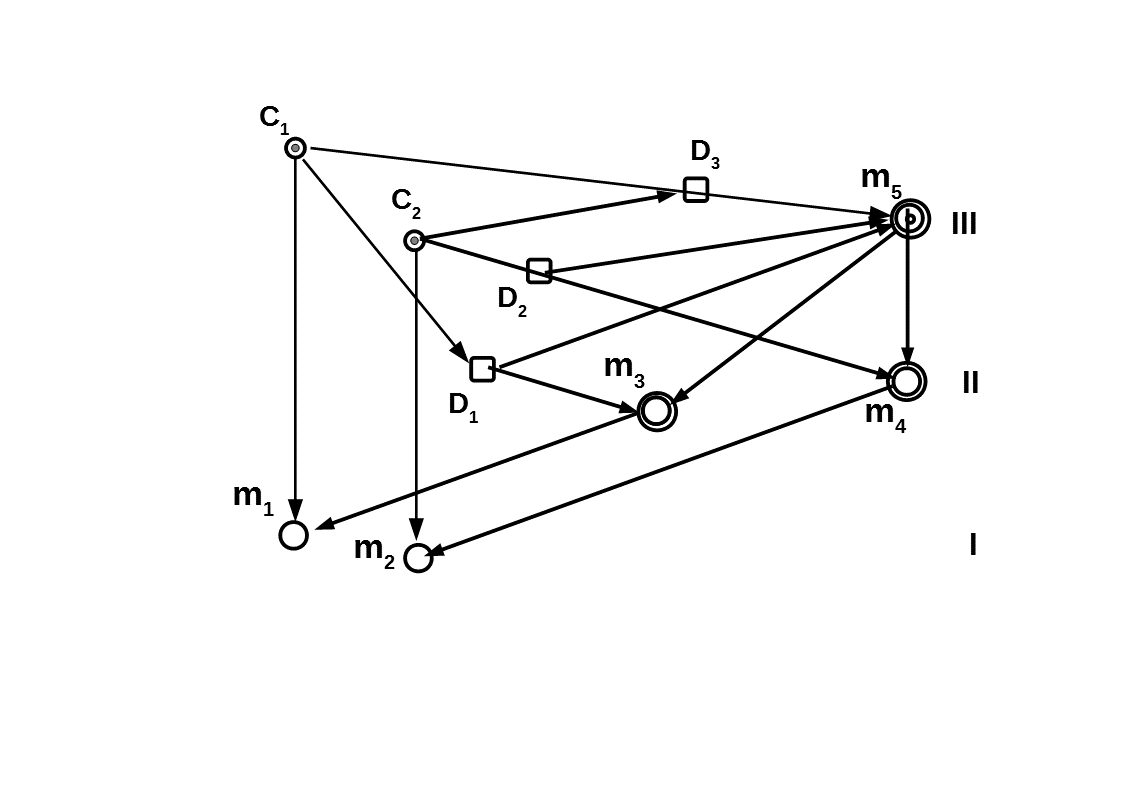 C₁
D₃
m₅
C₂
III
D₂
m₃
II
D₁
m₄
m₁
m₂
I